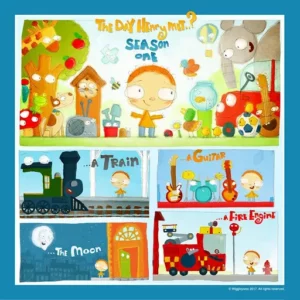 The Day Henry met...?
SEASON
ONE
...a Train
...a Guitar
...The Moon
...a Fire Engine